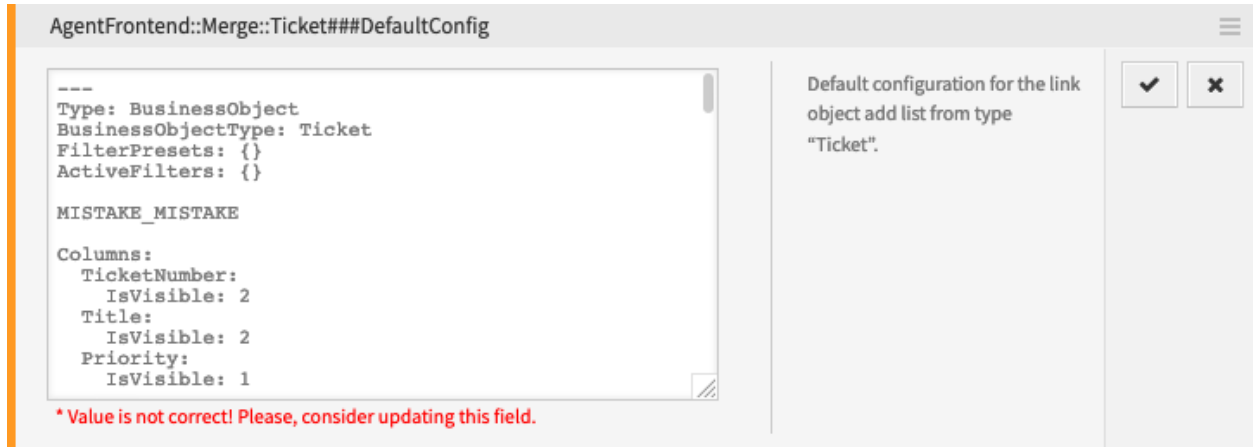 AgentFrontend::Merge::Ticket###DefaultConfig
---
Type: BusinessObject
BusinessObjectType: Ticket
FilterPresets: {}
ActiveFilters: {}
MISTAKE_MISTAKE
Columns:
  TicketNumber:
    IsVisible: 2
  Title:
    IsVisible: 2
  Priority:
    IsVisible: 1
* Value is not correct! Please, consider updating this field.
Default configuration for the link
object add list from type
“Ticket”.